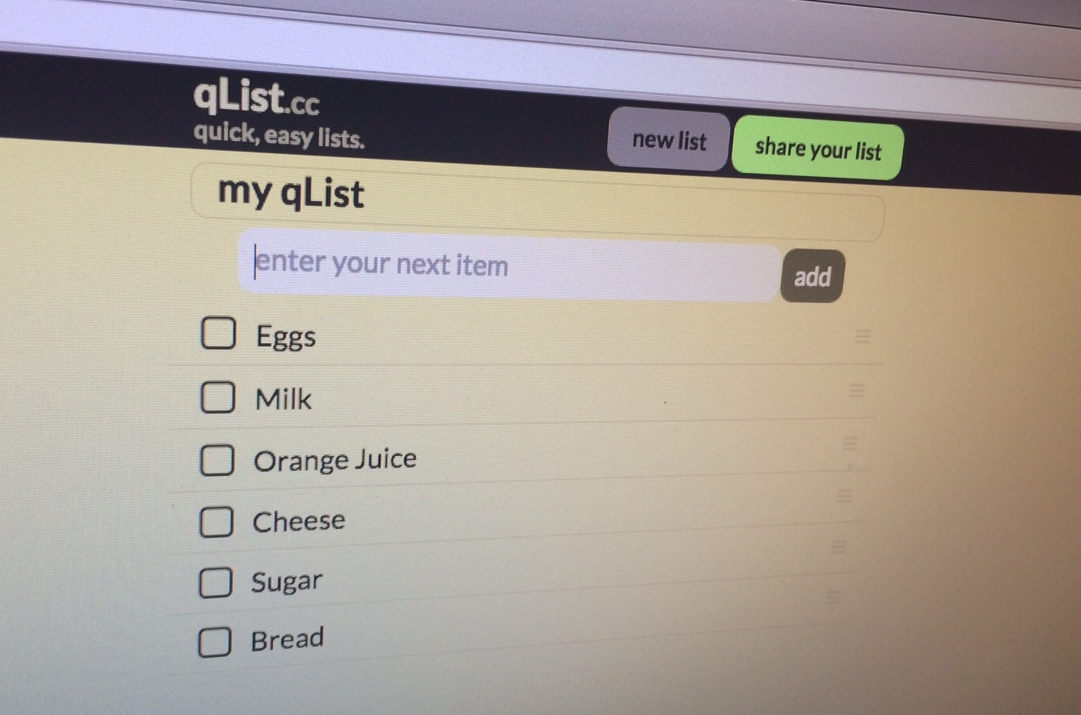 qList.cc
quick, easy lists.
new list
share your list
my qList
enter your next item
add
Eggs
Milk
Orange Juice
Cheese
Sugar
Bread